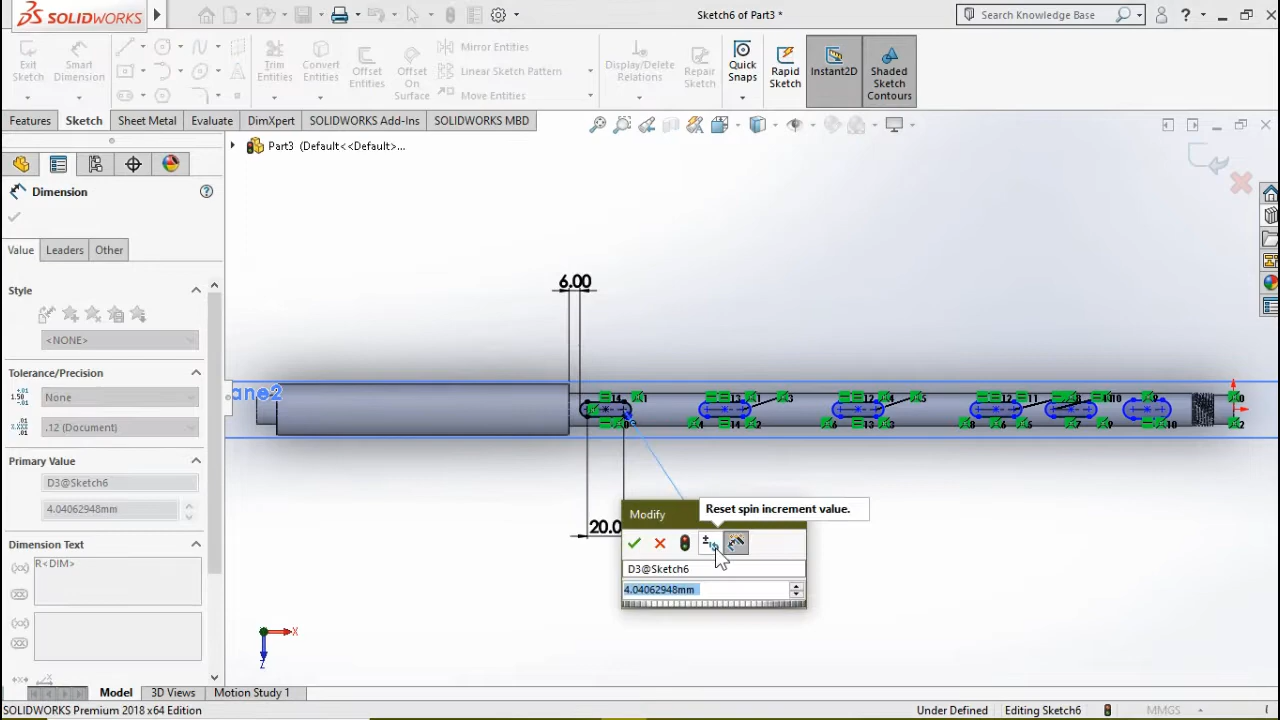 SOLIDWORKS
Sketch6 of Part3 *
Search Knowledge Base
?
Exit
Sketch
Smart
Dimension
Trim
Entities
Convert
Entities
Offset
Entities
Offset
On
Surface
Mirror Entities
Linear Sketch Pattern
Move Entities
Display/Delete
Relations
Repair
Sketch
Quick
Snaps
Rapid
Sketch
Instant2D
Shaded
Sketch
Contours
Features
Sketch
Sheet Metal
Evaluate
DimXpert
SOLIDWORKS Add-Ins
SOLIDWORKS MBD
Part3 (Default<<Default>...
Dimension
Value
Leaders
Other
Style
<NONE>
Tolerance/Precision
None
.12 (Document)
Primary Value
D3@Sketch6
4.04062948mm
Dimension Text
R<DIM>
6.00
ane2
20.0
Reset spin increment value.
Modify
D3@Sketch6
4.04062948mm
X
Z
Model
3D Views
Motion Study 1
SOLIDWORKS Premium 2018 x64 Edition
Under Defined
Editing Sketch6
MMGS